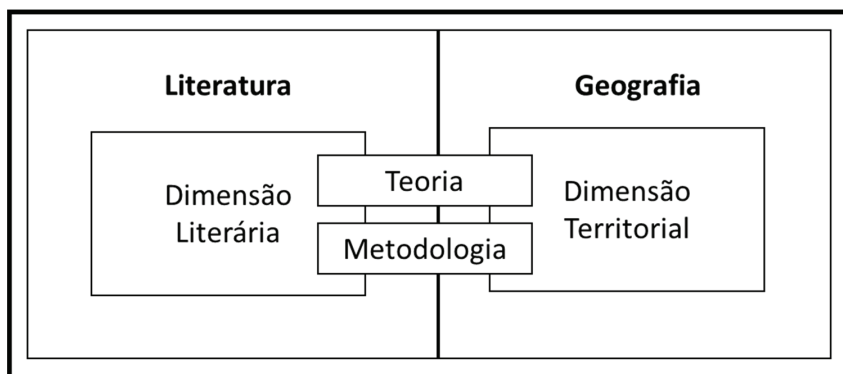 Literatura
Geografia
Dimensão
Literária
Teoria
Metodologia
Dimensão
Territorial